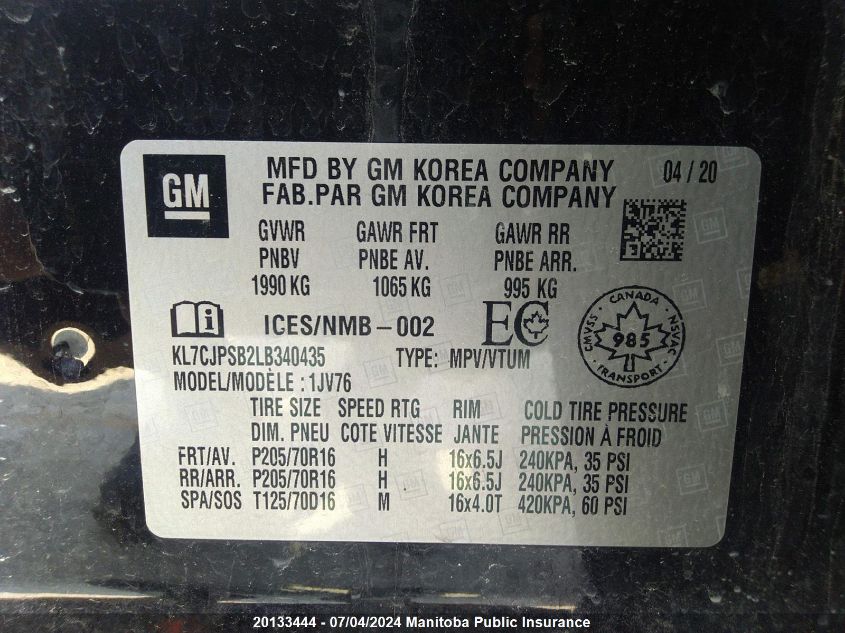 GM
MFD BY GM KOREA COMPANY 04 / 20
FAB.PAR GM KOREA COMPANY
GVWR GAWR FRT GAWR RR
PNBV PNBE AV. PNBE ARR.
1990 KG 1065 KG 995 KG
i ICES/NMB-002 EC
CANADA
CMVSS 985 NSVAC
TRANSPORT
KL7CJPSB2LB340435 TYPE: MPV/VTUM
MODEL/MODÈLE : 1JV76
TIRE SIZE SPEED RTG RIM COLD TIRE PRESSURE
DIM. PNEU COTE VITESSE JANTE PRESSION À FROID
FRT/AV. P205/70R16 H 16x6.5J 240KPA, 35 PSI
RR/ARR. P205/70R16 H 16x6.5J 240KPA, 35 PSI
SPA/SOS T125/70D16 M 16x4.0T 420KPA, 60 PSI
20133444 - 07/04/2024 Manitoba Public Insurance